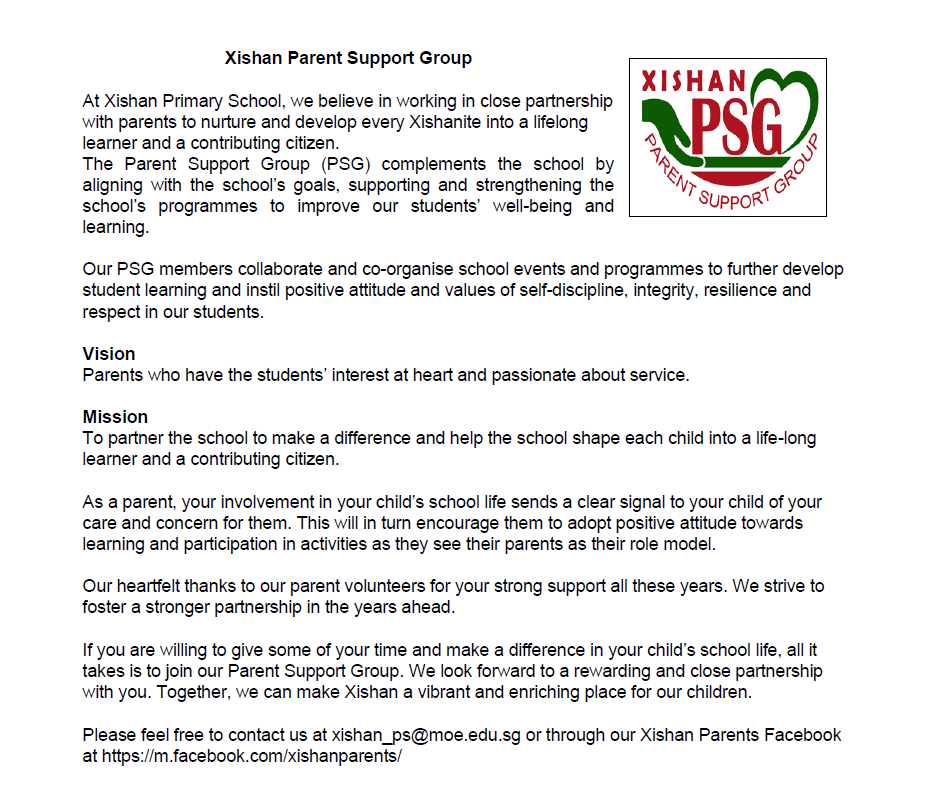 Xishan Parent Support Group
XISHAN
PSG
PARENT SUPPORT GROUP
At Xishan Primary School, we believe in working in close partnership
with parents to nurture and develop every Xishanite into a lifelong
learner and a contributing citizen.
The Parent Support Group (PSG) complements the school by
aligning with the school's goals, supporting and strengthening the
school's programmes to improve our students' well-being and
learning.
Our PSG members collaborate and co-organise school events and programmes to further develop
student learning and instil positive attitude and values of self-discipline, integrity, resilience and
respect in our students.
Vision
Parents who have the students' interest at heart and passionate about service.
Mission
To partner the school to make a difference and help the school shape each child into a life-long
learner and a contributing citizen.
As a parent, your involvement in your child's school life sends a clear signal to your child of your
care and concern for them. This will in turn encourage them to adopt positive attitude towards
learning and participation in activities as they see their parents as their role model.
Our heartfelt thanks to our parent volunteers for your strong support all these years. We strive to
foster a stronger partnership in the years ahead.
If you are willing to give some of your time and make a difference in your child's school life, all it
takes is to join our Parent Support Group. We look forward to a rewarding and close partnership
with you. Together, we can make Xishan a vibrant and enriching place for our children.
Please feel free to contact us at xishan_ps@moe.edu.sg or through our Xishan Parents Facebook
at https://m.facebook.com/xishanparents/